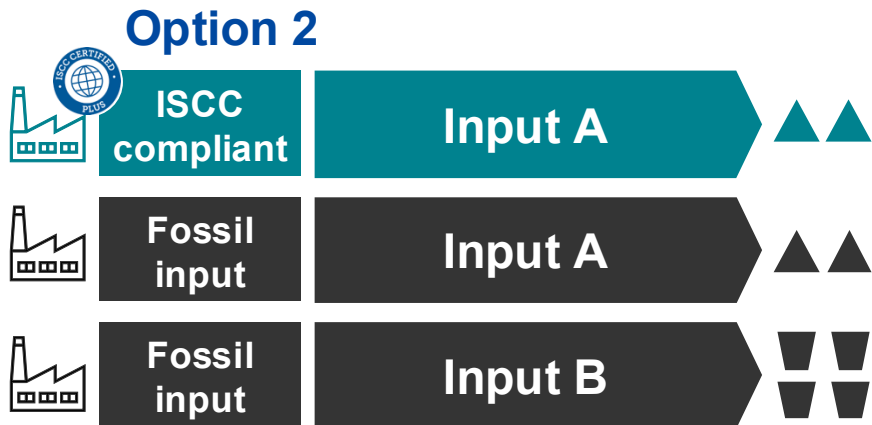 Option 2
ISCC CERTIFIED
PLUS
ISCC
compliant
Input A
Fossil
input
Input A
Fossil
input
Input B